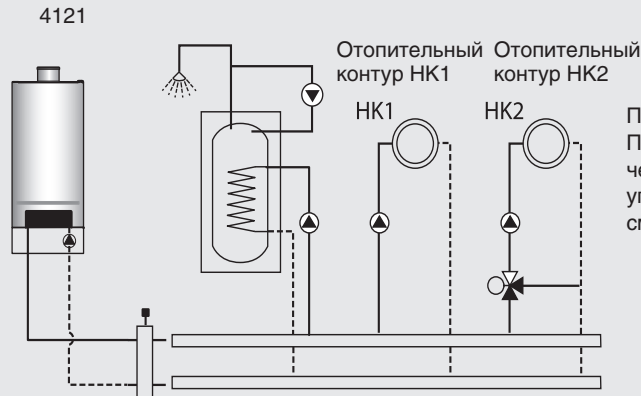 4121
Отопительный
контур НК1
Отопительный
контур НК2
НК1
НК2